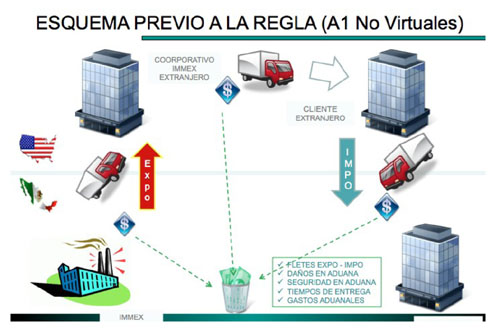 ESQUEMA PREVIO A LA REGLA (A1 No Virtuales)
COORPORATIVO
IMMEX
EXTRANJERO
CLIENTE
EXTRANJERO
Expo
IMPO
FLETES EXPO - IMPO
DAÑOS EN ADUANA
SEGURIDAD EN ADUANA
TIEMPOS DE ENTREGA
GASTOS ADUANALES
IMMEX